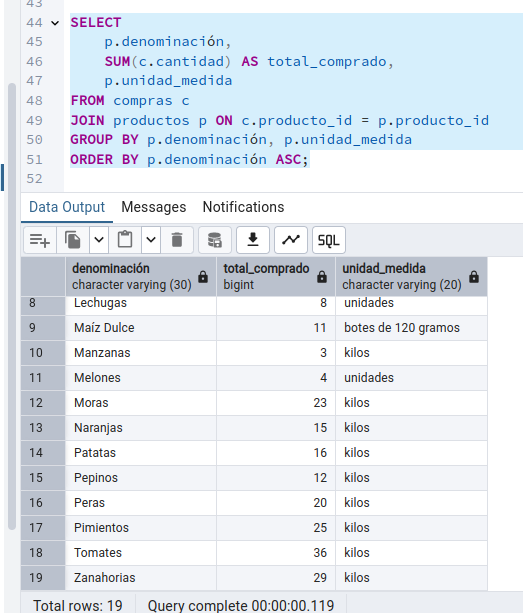 43
44 SELECT
45 p.denominación,
46 SUM(c.cantidad) AS total_comprado,
47 p.unidad_medida
48 FROM compras c
49 JOIN productos p ON c.producto_id = p.producto_id
50 GROUP BY p.denominación, p.unidad_medida
51 ORDER BY p.denominación ASC;
52
Data Output Messages Notifications
SQL
denominación total_comprado unidad_medida
character varying (30) bigint character varying (20)
8 Lechugas 8 unidades
9 Maíz Dulce 11 botes de 120 gramos
10 Manzanas 3 kilos
11 Melones 4 unidades
12 Moras 23 kilos
13 Naranjas 15 kilos
14 Patatas 16 kilos
15 Pepinos 12 kilos
16 Peras 20 kilos
17 Pimientos 25 kilos
18 Tomates 36 kilos
19 Zanahorias 29 kilos
Total rows: 19 Query complete 00:00:00.119